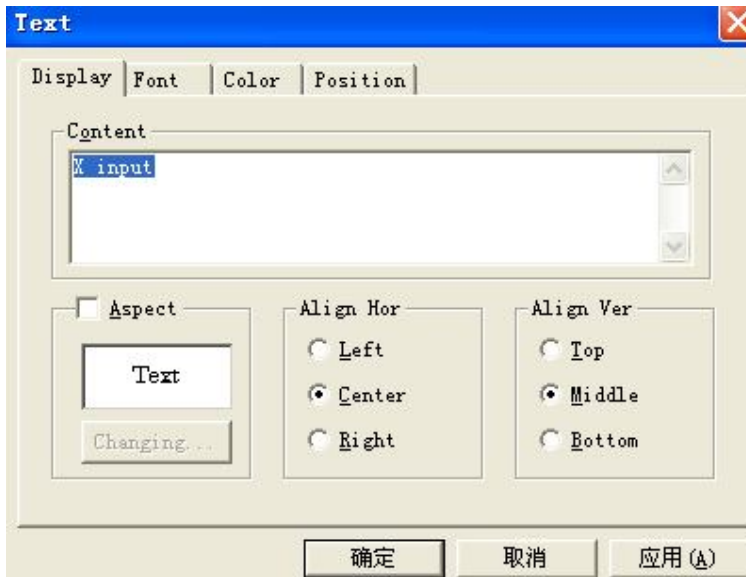 Text
Display Font Color Position
Content
X input
Aspect
Text
Changing...
Align Hor
Left
Center
Right
Align Ver
Top
Middle
Bottom
确定 取消 应用(A)